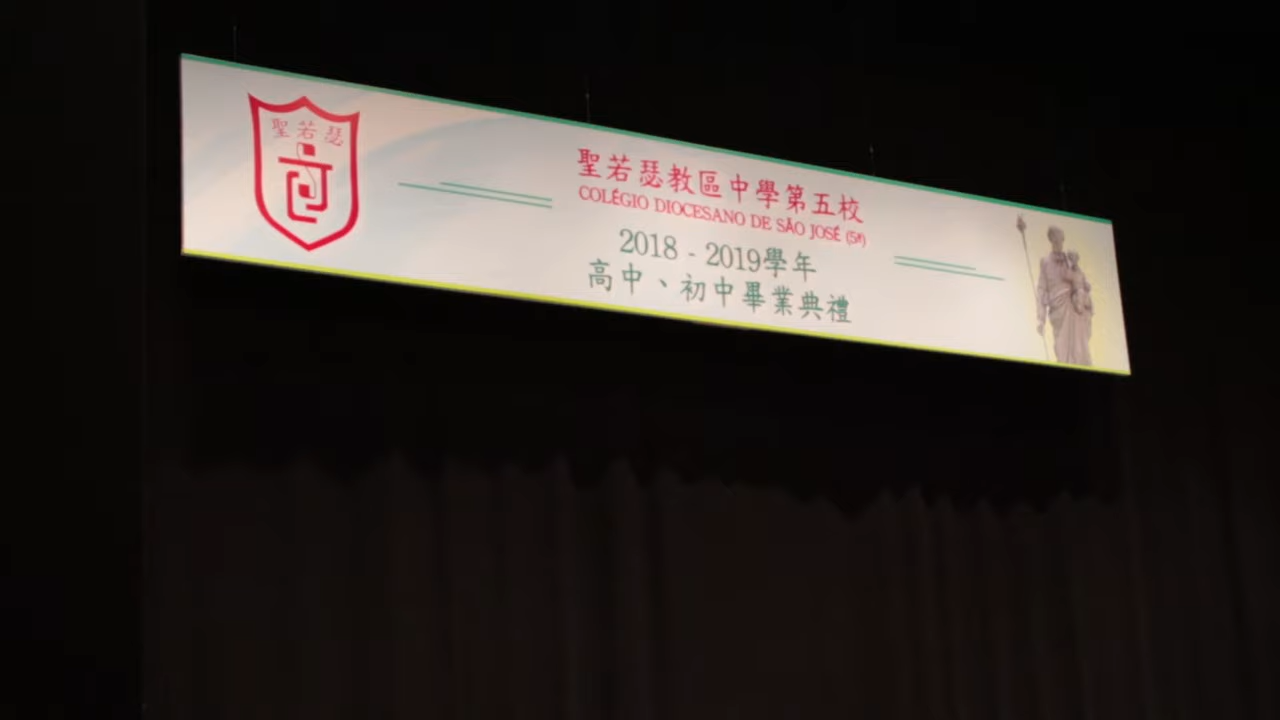 聖若瑟
聖若瑟教區中學第五校
COLÉGIO DIOCESANO DE SÃO JOSÉ (5ª)
2018 - 2019學年
高中、初中畢業典禮